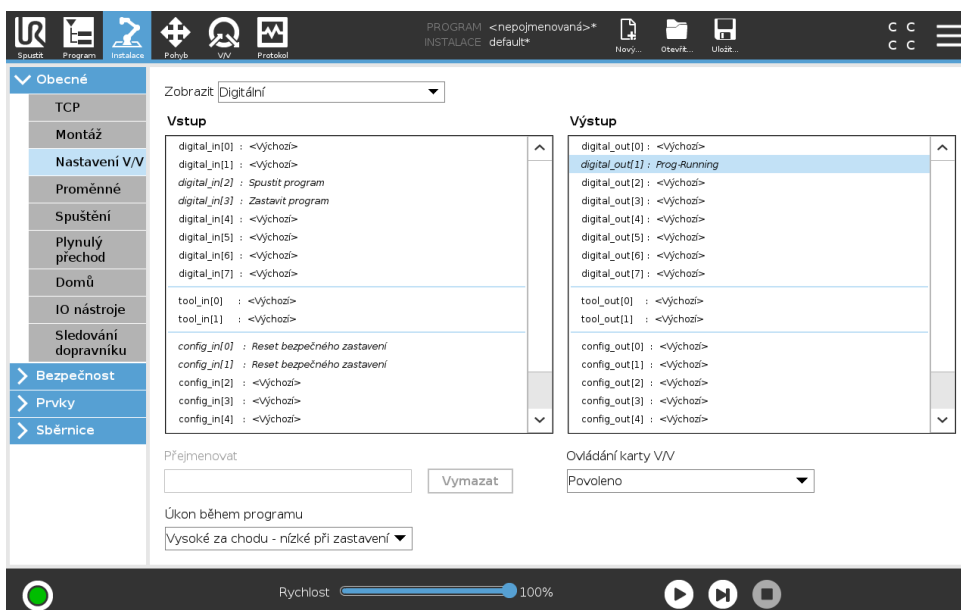 UR
PROGRAM <nepojmenovaná>*
INSTALACE default*
Spustit Program Instalace Pohyb V/V Protokol Nový... Otevřít... Uložit...
C C
C C
Obecné
TCP
Montáž
Nastavení V/V
Proměnné
Spuštění
Plynulý
přechod
Domů
IO nástroje
Sledování
dopravníku
Bezpečnost
Prvky
Sběrnice
Zobrazit Digitální
Vstup
digital_in[0] : <Výchozí>
digital_in[1] : <Výchozí>
digital_in[2] : Spustit program
digital_in[3] : Zastavit program
digital_in[4] : <Výchozí>
digital_in[5] : <Výchozí>
digital_in[6] : <Výchozí>
digital_in[7] : <Výchozí>
tool_in[0] : <Výchozí>
tool_in[1] : <Výchozí>
config_in[0] : Reset bezpečného zastavení
config_in[1] : Reset bezpečného zastavení
config_in[2] : <Výchozí>
config_in[3] : <Výchozí>
config_in[4] : <Výchozí>
Výstup
digital_out[0] : <Výchozí>
digital_out[1] : Prog-Running
digital_out[2] : <Výchozí>
digital_out[3] : <Výchozí>
digital_out[4] : <Výchozí>
digital_out[5] : <Výchozí>
digital_out[6] : <Výchozí>
digital_out[7] : <Výchozí>
tool_out[0] : <Výchozí>
tool_out[1] : <Výchozí>
config_out[0] : <Výchozí>
config_out[1] : <Výchozí>
config_out[2] : <Výchozí>
config_out[3] : <Výchozí>
config_out[4] : <Výchozí>
Přejmenovat
Vymazat
Ovládání karty V/V
Povoleno
Úkon během programu
Vysoké za chodu - nízké při zastavení
Rychlost 100%